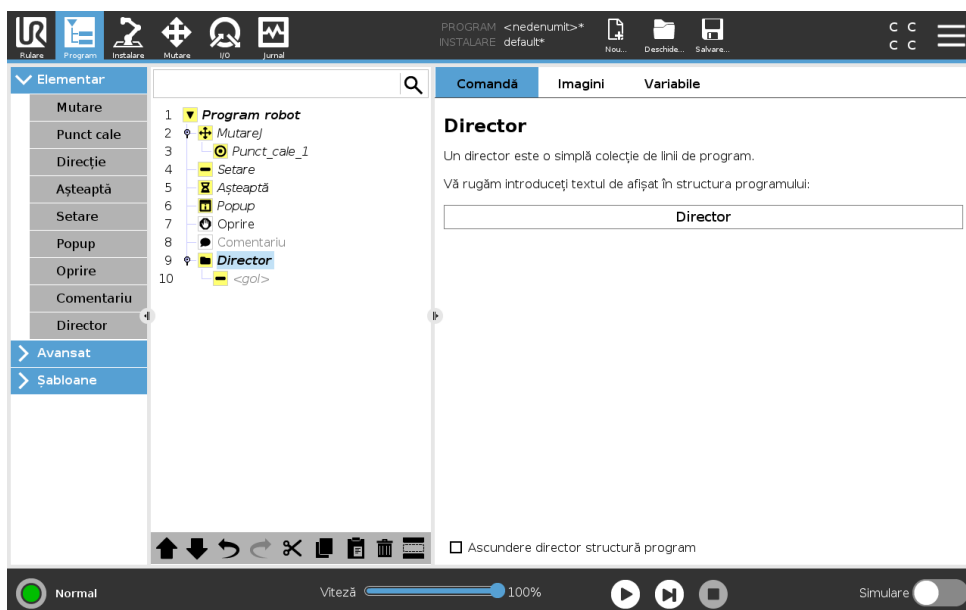 PROGRAM <nedenumit>*
INSTALARE default*
Rulare Program Instalare Mutare I/O Jurnal Nou... Deschide... Salvare...
C C
C C
Elementar
Mutare
Punct cale
Direcție
Așteaptă
Setare
Popup
Oprire
Comentariu
Director
Avansat
Șabloane
1 Program robot
2 MutareJ
3 Punct_cale_1
4 Setare
5 Așteaptă
6 Popup
7 Oprire
8 Comentariu
9 Director
10 <gol>
Comandă Imagini Variabile
Director
Un director este o simplă colecție de linii de program.
Vă rugăm introduceți textul de afișat în structura programului:
Director
Ascundere director structură program
Normal Viteză 100% Simulare